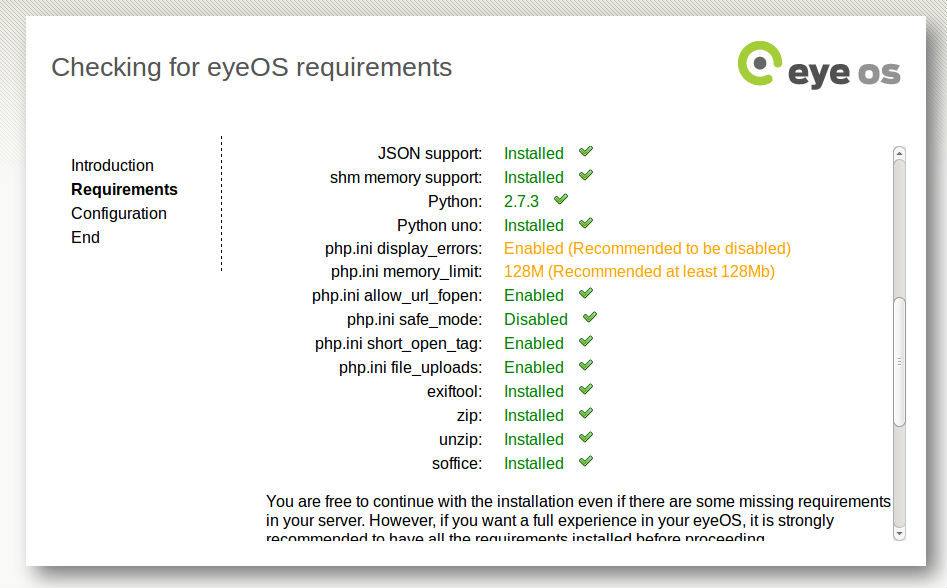 Checking for eyeOS requirements
eye os
Introduction
Requirements
Configuration
End
JSON support: Installed
shm memory support: Installed
Python: 2.7.3
Python uno: Installed
php.ini display_errors: Enabled (Recommended to be disabled)
php.ini memory_limit: 128M (Recommended at least 128Mb)
php.ini allow_url_fopen: Enabled
php.ini safe_mode: Disabled
php.ini short_open_tag: Enabled
php.ini file_uploads: Enabled
exiftool: Installed
zip: Installed
unzip: Installed
soffice: Installed
You are free to continue with the installation even if there are some missing requirements
in your server. However, if you want a full experience in your eyeOS, it is strongly
recommended to have all the requirements installed before proceeding